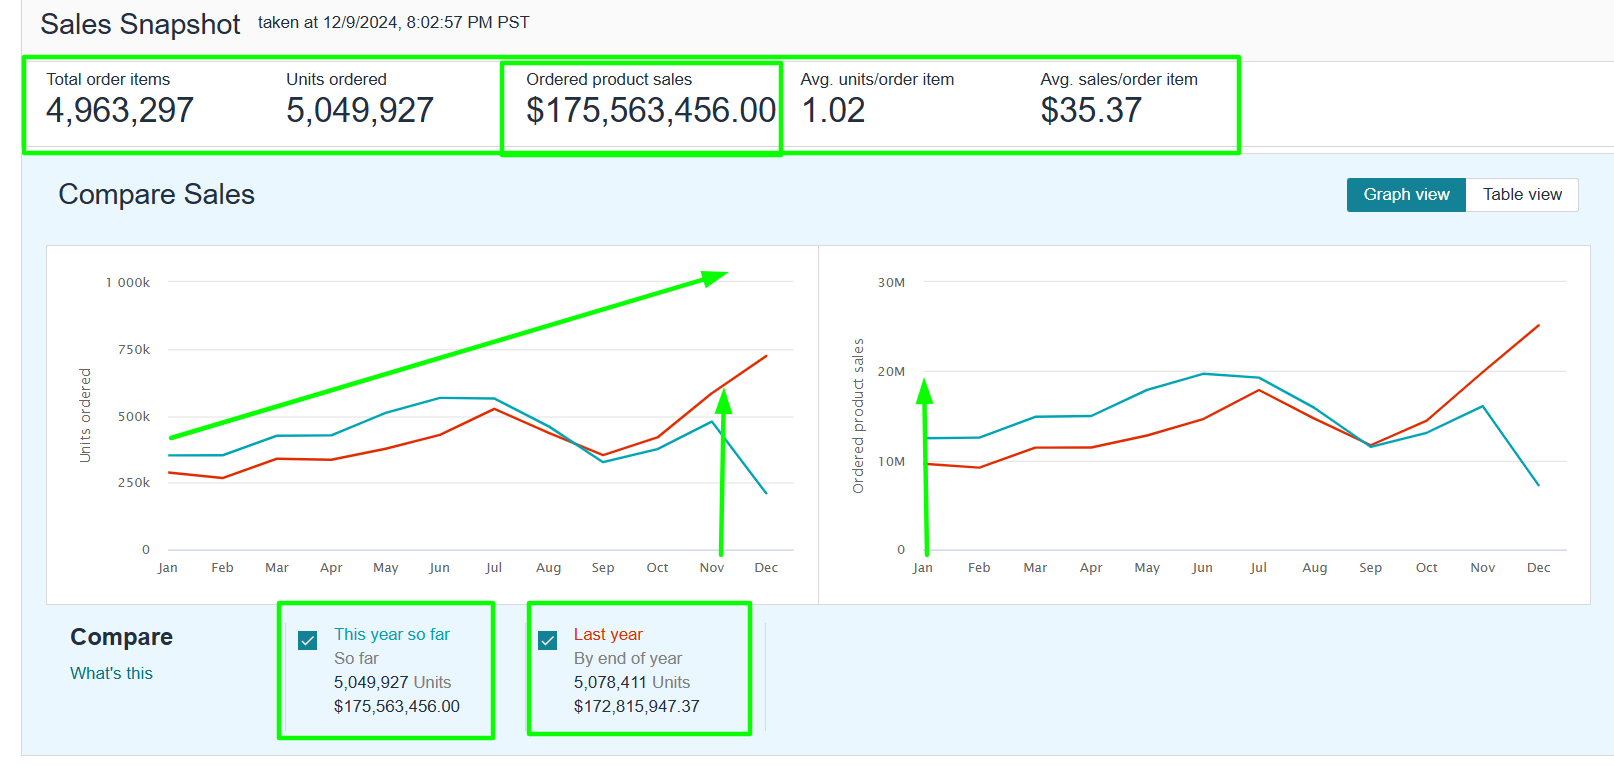 Sales Snapshot taken at 12/9/2024, 8:02:57 PM PST
Total order items Units ordered Ordered product sales Avg. units/order item Avg. sales/order item
4,963,297 5,049,927 $175,563,456.00 1.02 $35.37
Compare Sales
Graph view Table view
Units ordered
1 000k
750k
500k
250k
0
Jan Feb Mar Apr May Jun Jul Aug Sep Oct Nov Dec
Ordered product sales
30M
20M
10M
0
Jan Feb Mar Apr May Jun Jul Aug Sep Oct Nov Dec
Compare
What's this
This year so far
So far
5,049,927 Units
$175,563,456.00
Last year
By end of year
5,078,411 Units
$172,815,947.37